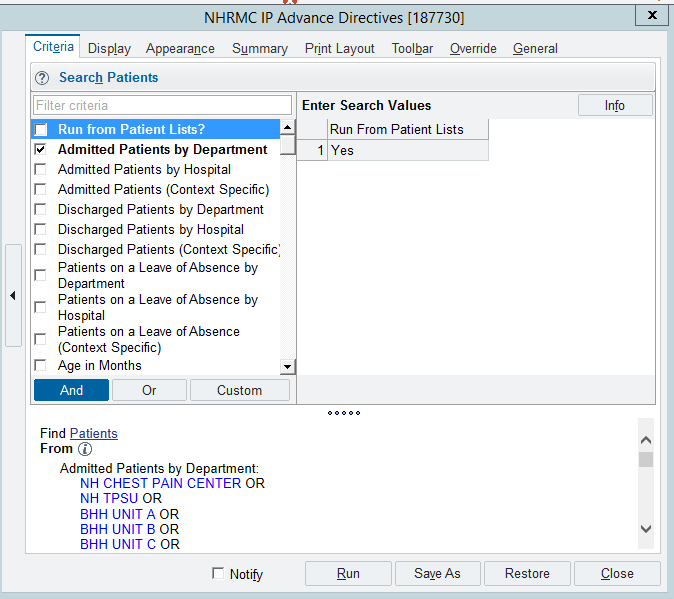 NHRMC IP Advance Directives [187730]
x
Criteria Display Appearance Summary Print Layout Toolbar Override General
? Search Patients
Filter criteria
Enter Search Values
Info
Run from Patient Lists?
Admitted Patients by Department
Admitted Patients by Hospital
Admitted Patients (Context Specific)
Discharged Patients by Department
Discharged Patients by Hospital
Discharged Patients (Context Specific)
Patients on a Leave of Absence by
Department
Patients on a Leave of Absence by
Hospital
Patients on a Leave of Absence
(Context Specific)
Age in Months
Run From Patient Lists
1 Yes
And Or Custom
Find Patients
From i
Admitted Patients by Department:
NH CHEST PAIN CENTER OR
NH TPSU OR
BHH UNIT A OR
BHH UNIT B OR
BHH UNIT C OR
Notify Run Save As Restore Close